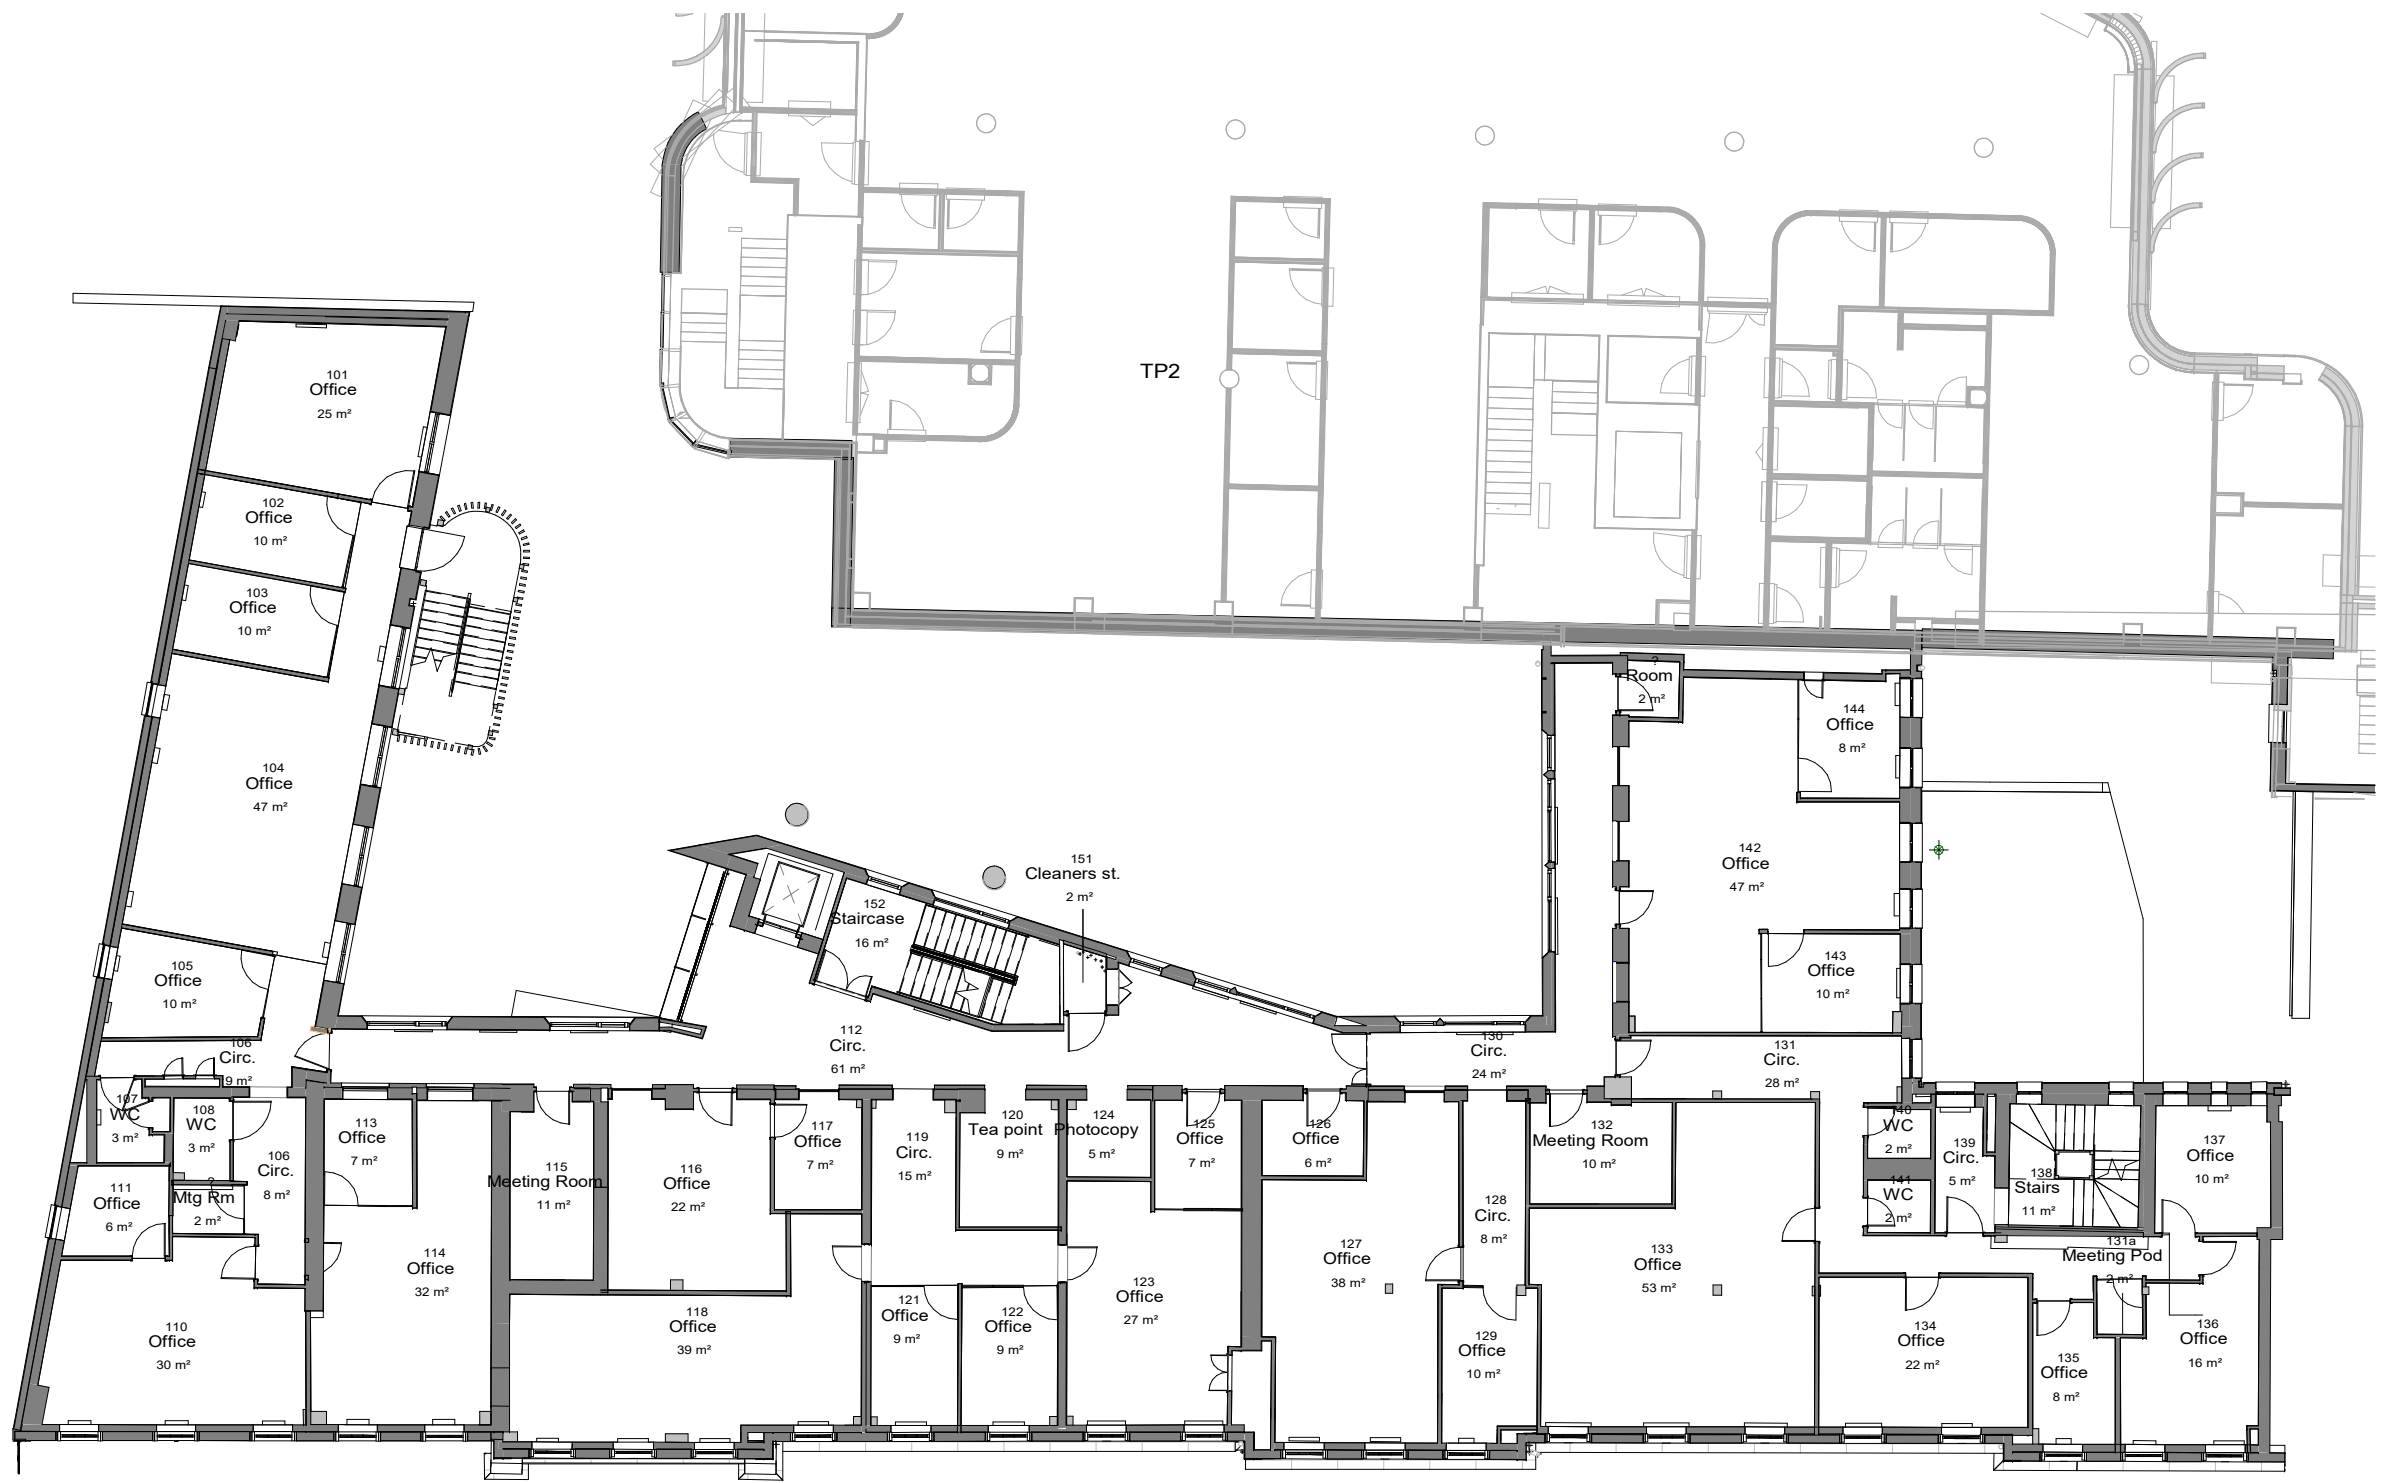 TP2
101
Office
25 m²
102
Office
10 m²
103
Office
10 m²
104
Office
47 m²
105
Office
10 m²
106
Circ.
9 m²
107
WC
3 m²
108
WC
3 m²
106
Circ.
8 m²
?
Mtg Rm
2 m²
111
Office
6 m²
110
Office
30 m²
113
Office
7 m²
114
Office
32 m²
115
Meeting Room
11 m²
116
Office
22 m²
117
Office
7 m²
118
Office
39 m²
112
Circ.
61 m²
152
Staircase
16 m²
151
Cleaners st.
2 m²
119
Circ.
15 m²
120
Tea point
9 m²
121
Office
9 m²
122
Office
9 m²
124
Photocopy
5 m²
125
Office
7 m²
123
Office
27 m²
126
Office
6 m²
127
Office
38 m²
128
Circ.
8 m²
129
Office
10 m²
130
Circ.
24 m²
131
Circ.
28 m²
132
Meeting Room
10 m²
133
Office
53 m²
?
Room
2 m²
144
Office
8 m²
142
Office
47 m²
143
Office
10 m²
140
WC
2 m²
141
WC
2 m²
139
Circ.
5 m²
138
Stairs
11 m²
137
Office
10 m²
131a
Meeting Pod
2 m²
134
Office
22 m²
135
Office
8 m²
136
Office
16 m²